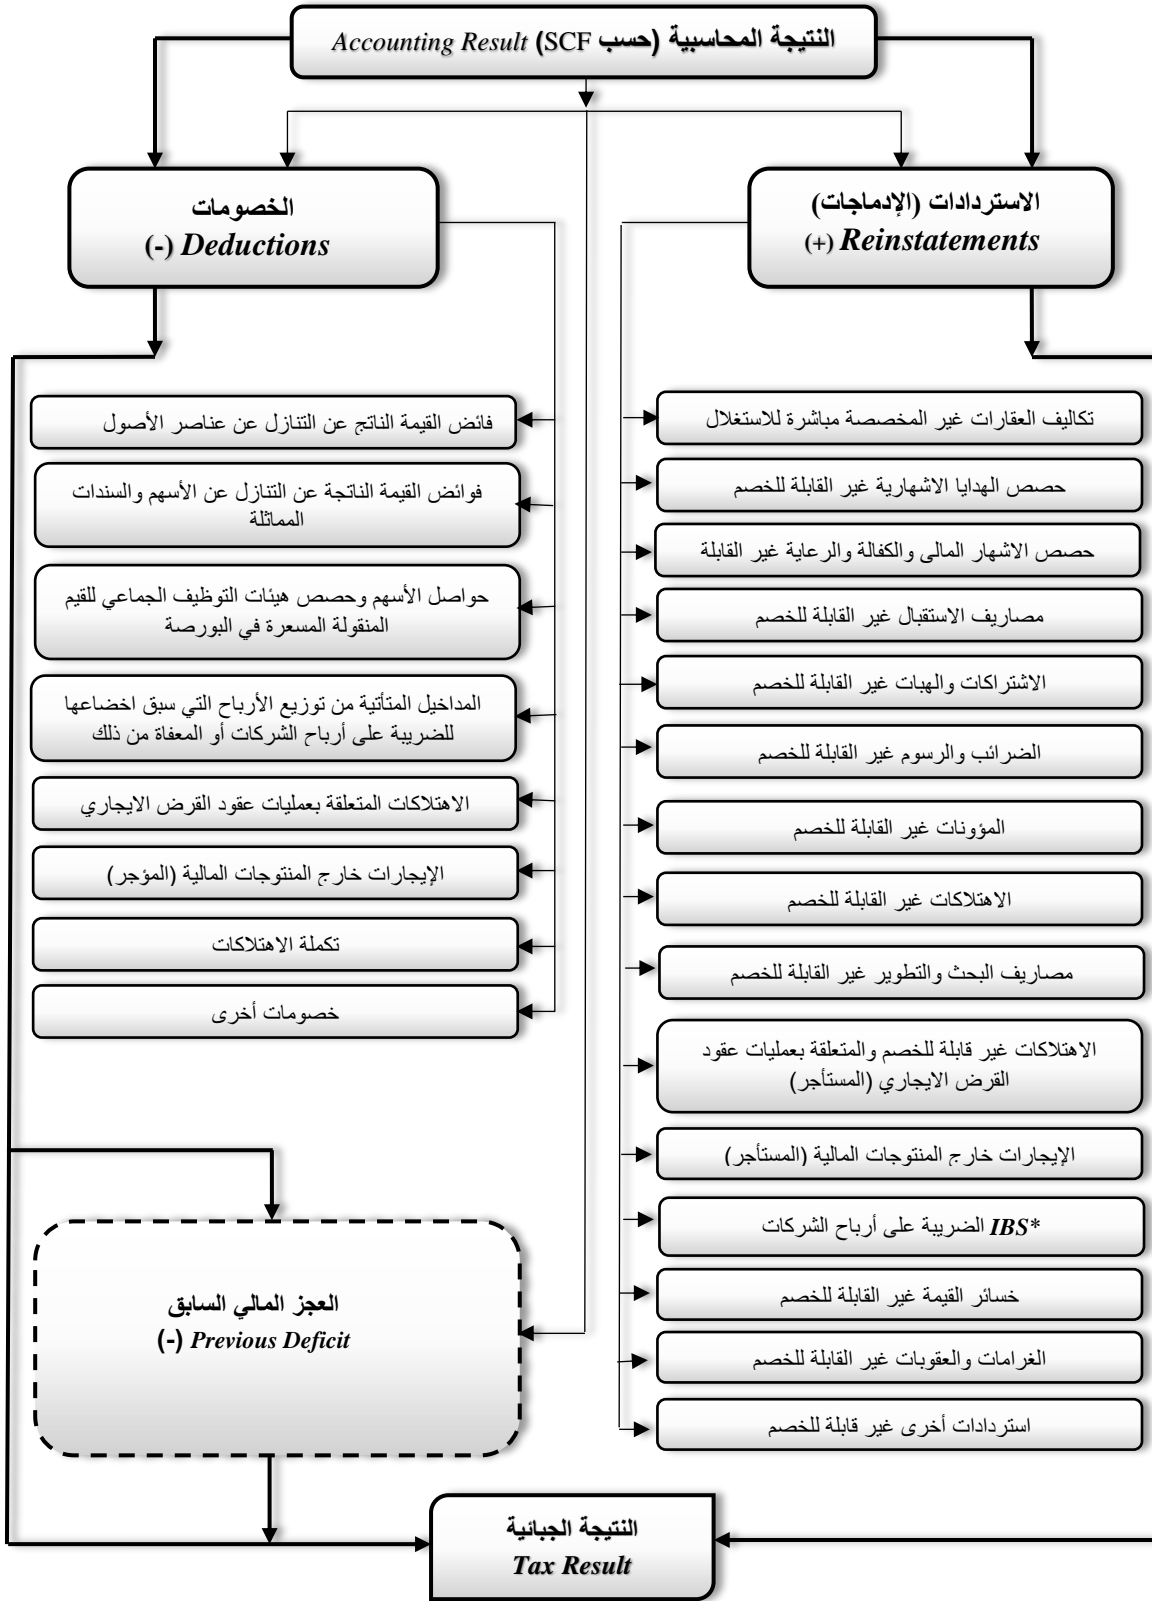 النتيجة المحاسبية (حسب SCF) Accounting Result
الاستردادات (الإدماجات)
Reinstatements (+)
الخصومات
Deductions (-)
تكاليف العقارات غير المخصصة مباشرة للاستغلال
حصص الهدايا الاشهارية غير القابلة للخصم
حصص الاشهار المالي والكفالة والرعاية غير القابلة
مصاريف الاستقبال غير القابلة للخصم
الاشتراكات والهبات غير القابلة للخصم
الضرائب والرسوم غير القابلة للخصم
المؤونات غير القابلة للخصم
الاهتلاكات غير القابلة للخصم
مصاريف البحث والتطوير غير القابلة للخصم
الاهتلاكات غير قابلة للخصم والمتعلقة بعمليات عقود
القرض الايجاري (المستأجر)
الإيجارات خارج المنتوجات المالية (المستأجر)
*IBS الضريبة على أرباح الشركات
خسائر القيمة غير القابلة للخصم
الغرامات والعقوبات غير القابلة للخصم
استردادات أخرى غير قابلة للخصم
فائض القيمة الناتج عن التنازل عن عناصر الأصول
فوائض القيمة الناتجة عن التنازل عن الأسهم والسندات
المماثلة
حواصل الأسهم وحصص هيئات التوظيف الجماعي للقيم
المنقولة المسعرة في البورصة
المداخيل المتأتية من توزيع الأرباح التي سبق اخضاعها
للضريبة على أرباح الشركات أو المعفاة من ذلك
الاهتلاكات المتعلقة بعمليات عقود القرض الايجاري
الإيجارات خارج المنتوجات المالية (المؤجر)
تكملة الاهتلاكات
خصومات أخرى
العجز المالي السابق
Previous Deficit (-)
النتيجة الجبائية
Tax Result